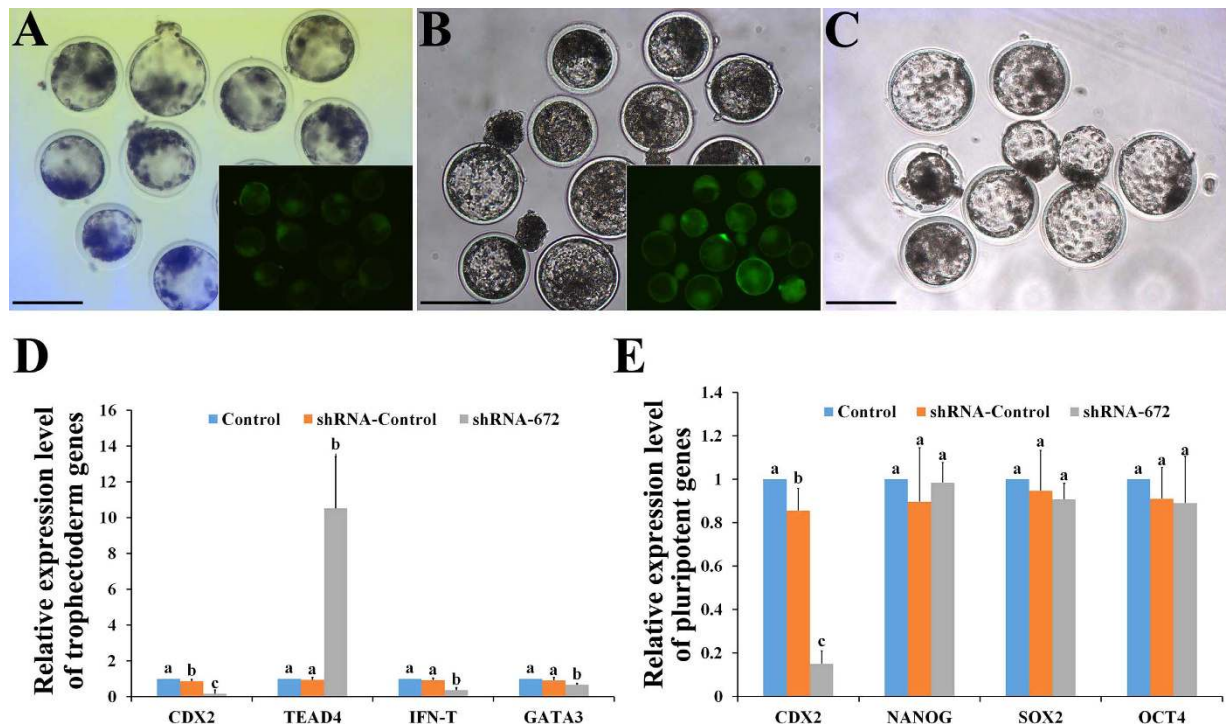 A
B
C
D
Relative expression level
of trophectoderm genes
16
14
12
10
8
6
4
2
0
Control shRNA-Control shRNA-672
a b c
a a b
a a b
a a b
CDX2 TEAD4 IFN-T GATA3
E
Relative expression level
of pluripotent genes
1.4
1.2
1
0.8
0.6
0.4
0.2
0
Control shRNA-Control shRNA-672
a b c
a a a
a a a
a a a
CDX2 NANOG SOX2 OCT4